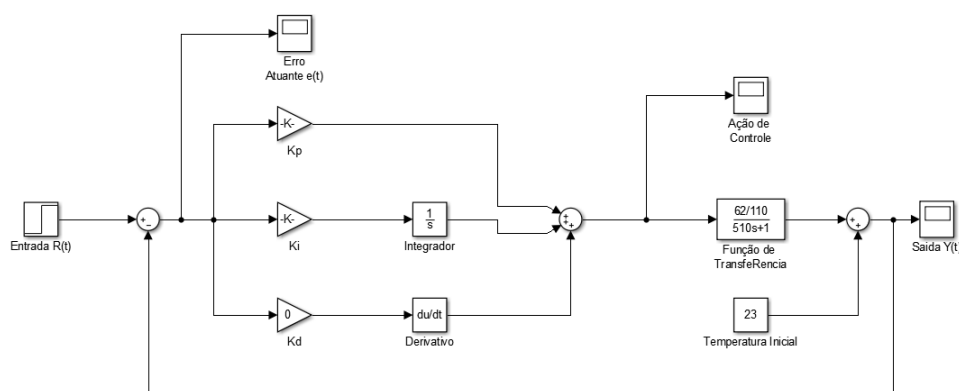 Erro
Atuante e(t)
-K-
Kp
Ação de
Controle
Entrada R(t)
+
−
-K-
Ki
1
s
Integrador
+
+
+
62/110
510s+1
Função de
TransfeRencia
+
+
Saida Y(t)
0
Kd
du/dt
Derivativo
23
Temperatura Inicial